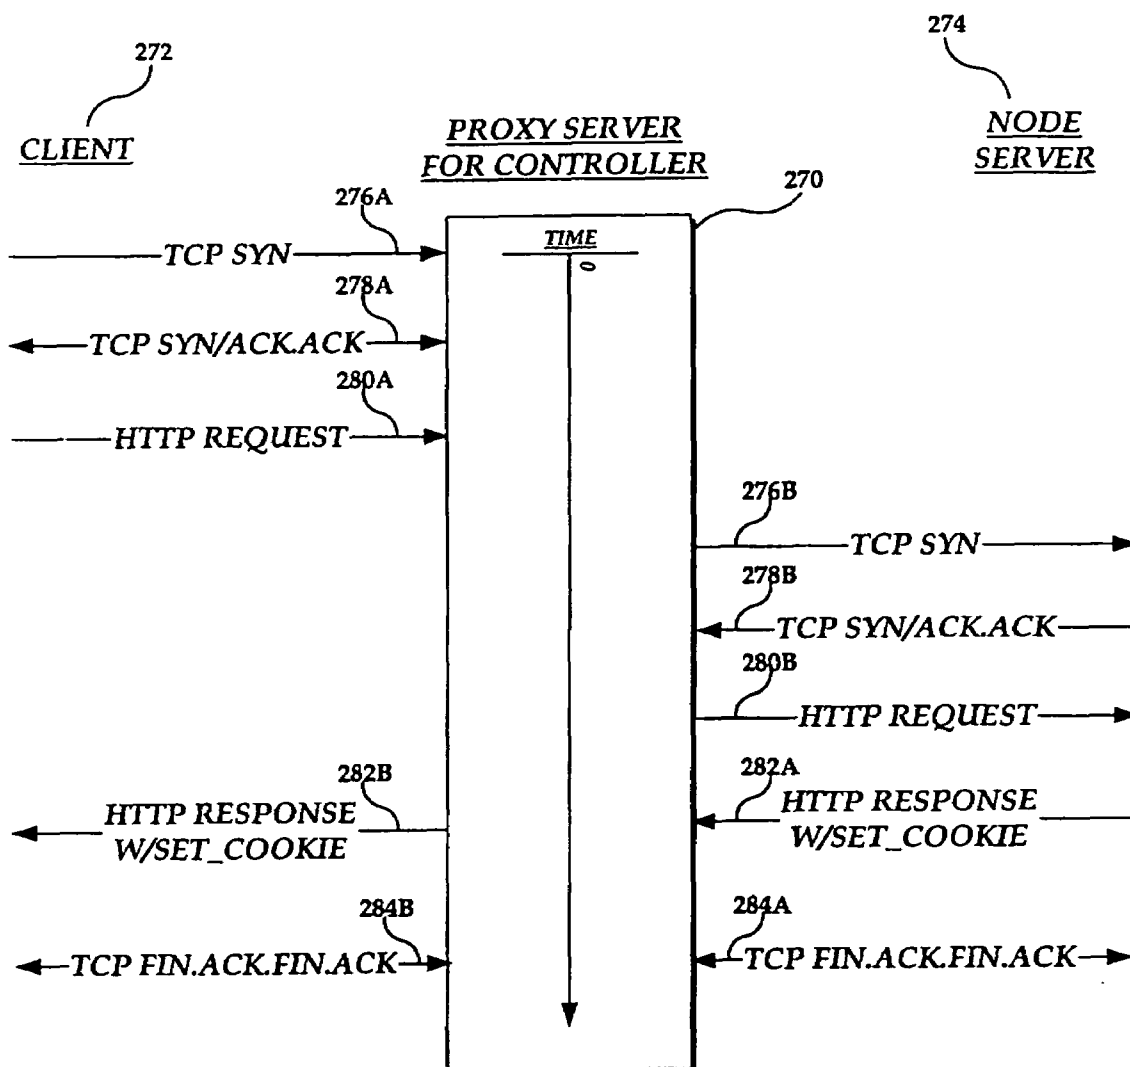 272
274
CLIENT
PROXY SERVER
FOR CONTROLLER
NODE
SERVER
270
276A
TCP SYN
TIME
0
278A
TCP SYN/ACK.ACK
280A
HTTP REQUEST
276B
TCP SYN
278B
TCP SYN/ACK.ACK
280B
HTTP REQUEST
282B
HTTP RESPONSE
W/SET_COOKIE
282A
HTTP RESPONSE
W/SET_COOKIE
284B
TCP FIN.ACK.FIN.ACK
284A
TCP FIN.ACK.FIN.ACK